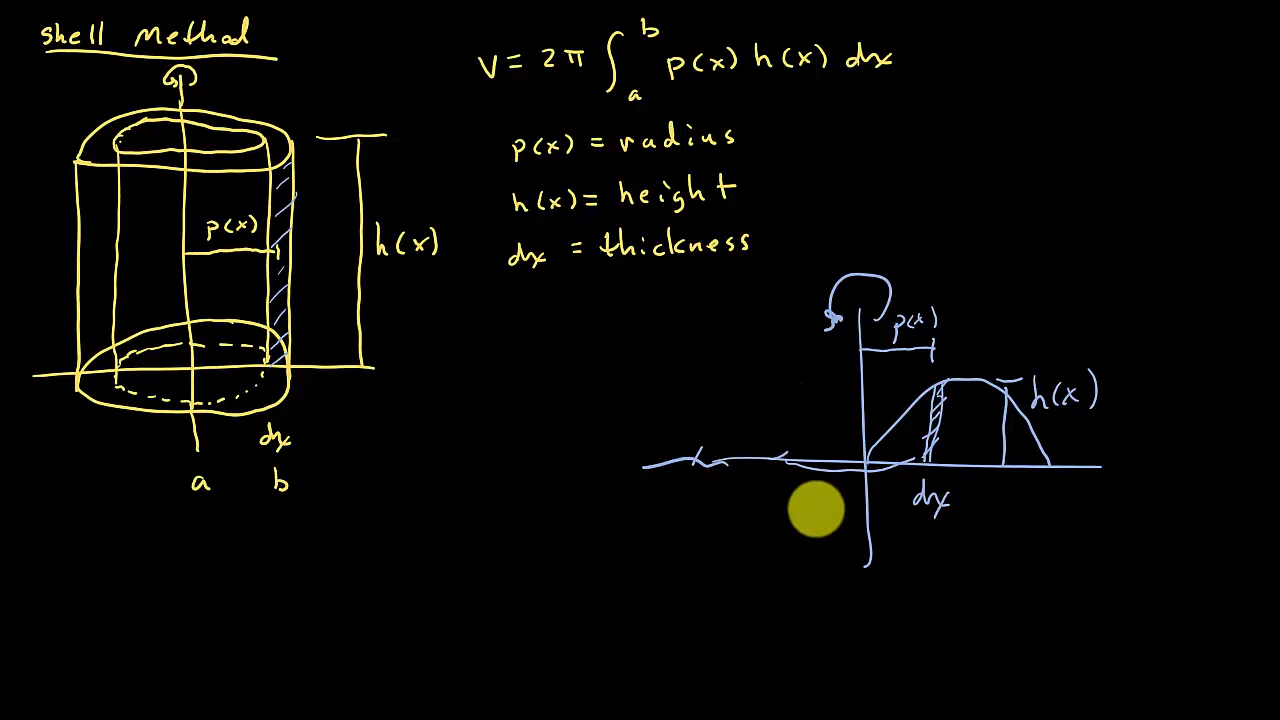 shell Method
V = 2π ∫ₐᵇ p(x) h(x) dx
p(x) = radius
h(x) = height
dx = thickness
p(x)
h(x)
dx
a b
p(x)
h(x)
dx